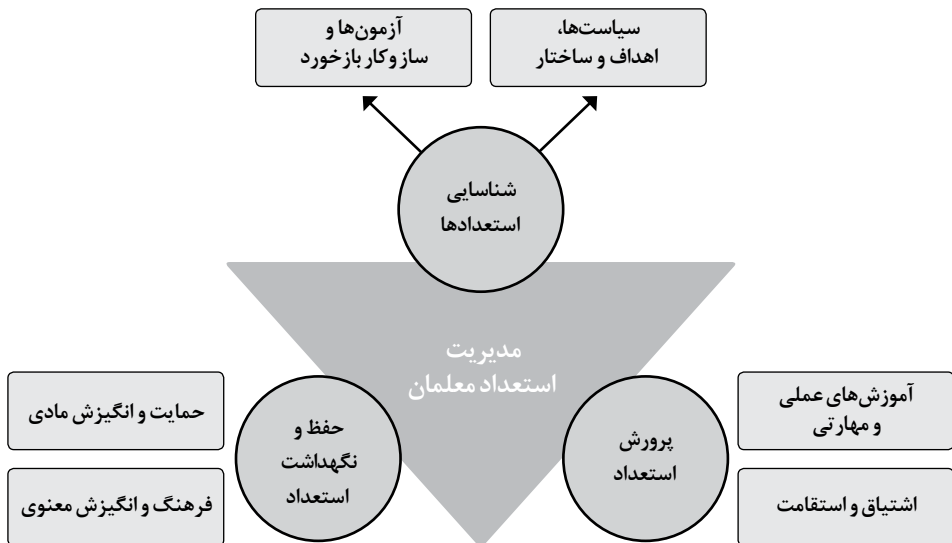 سیاست‌ها،
اهداف و ساختار
آزمون‌ها و
ساز و کار بازخورد
شناسایی
استعدادها
مدیریت
استعداد معلمان
پرورش
استعداد
آموزش‌های عملی
و مهارتی
اشتیاق و استقامت
حفظ و
نگهداشت
استعداد
حمایت و انگیزش مادی
فرهنگ و انگیزش معنوی